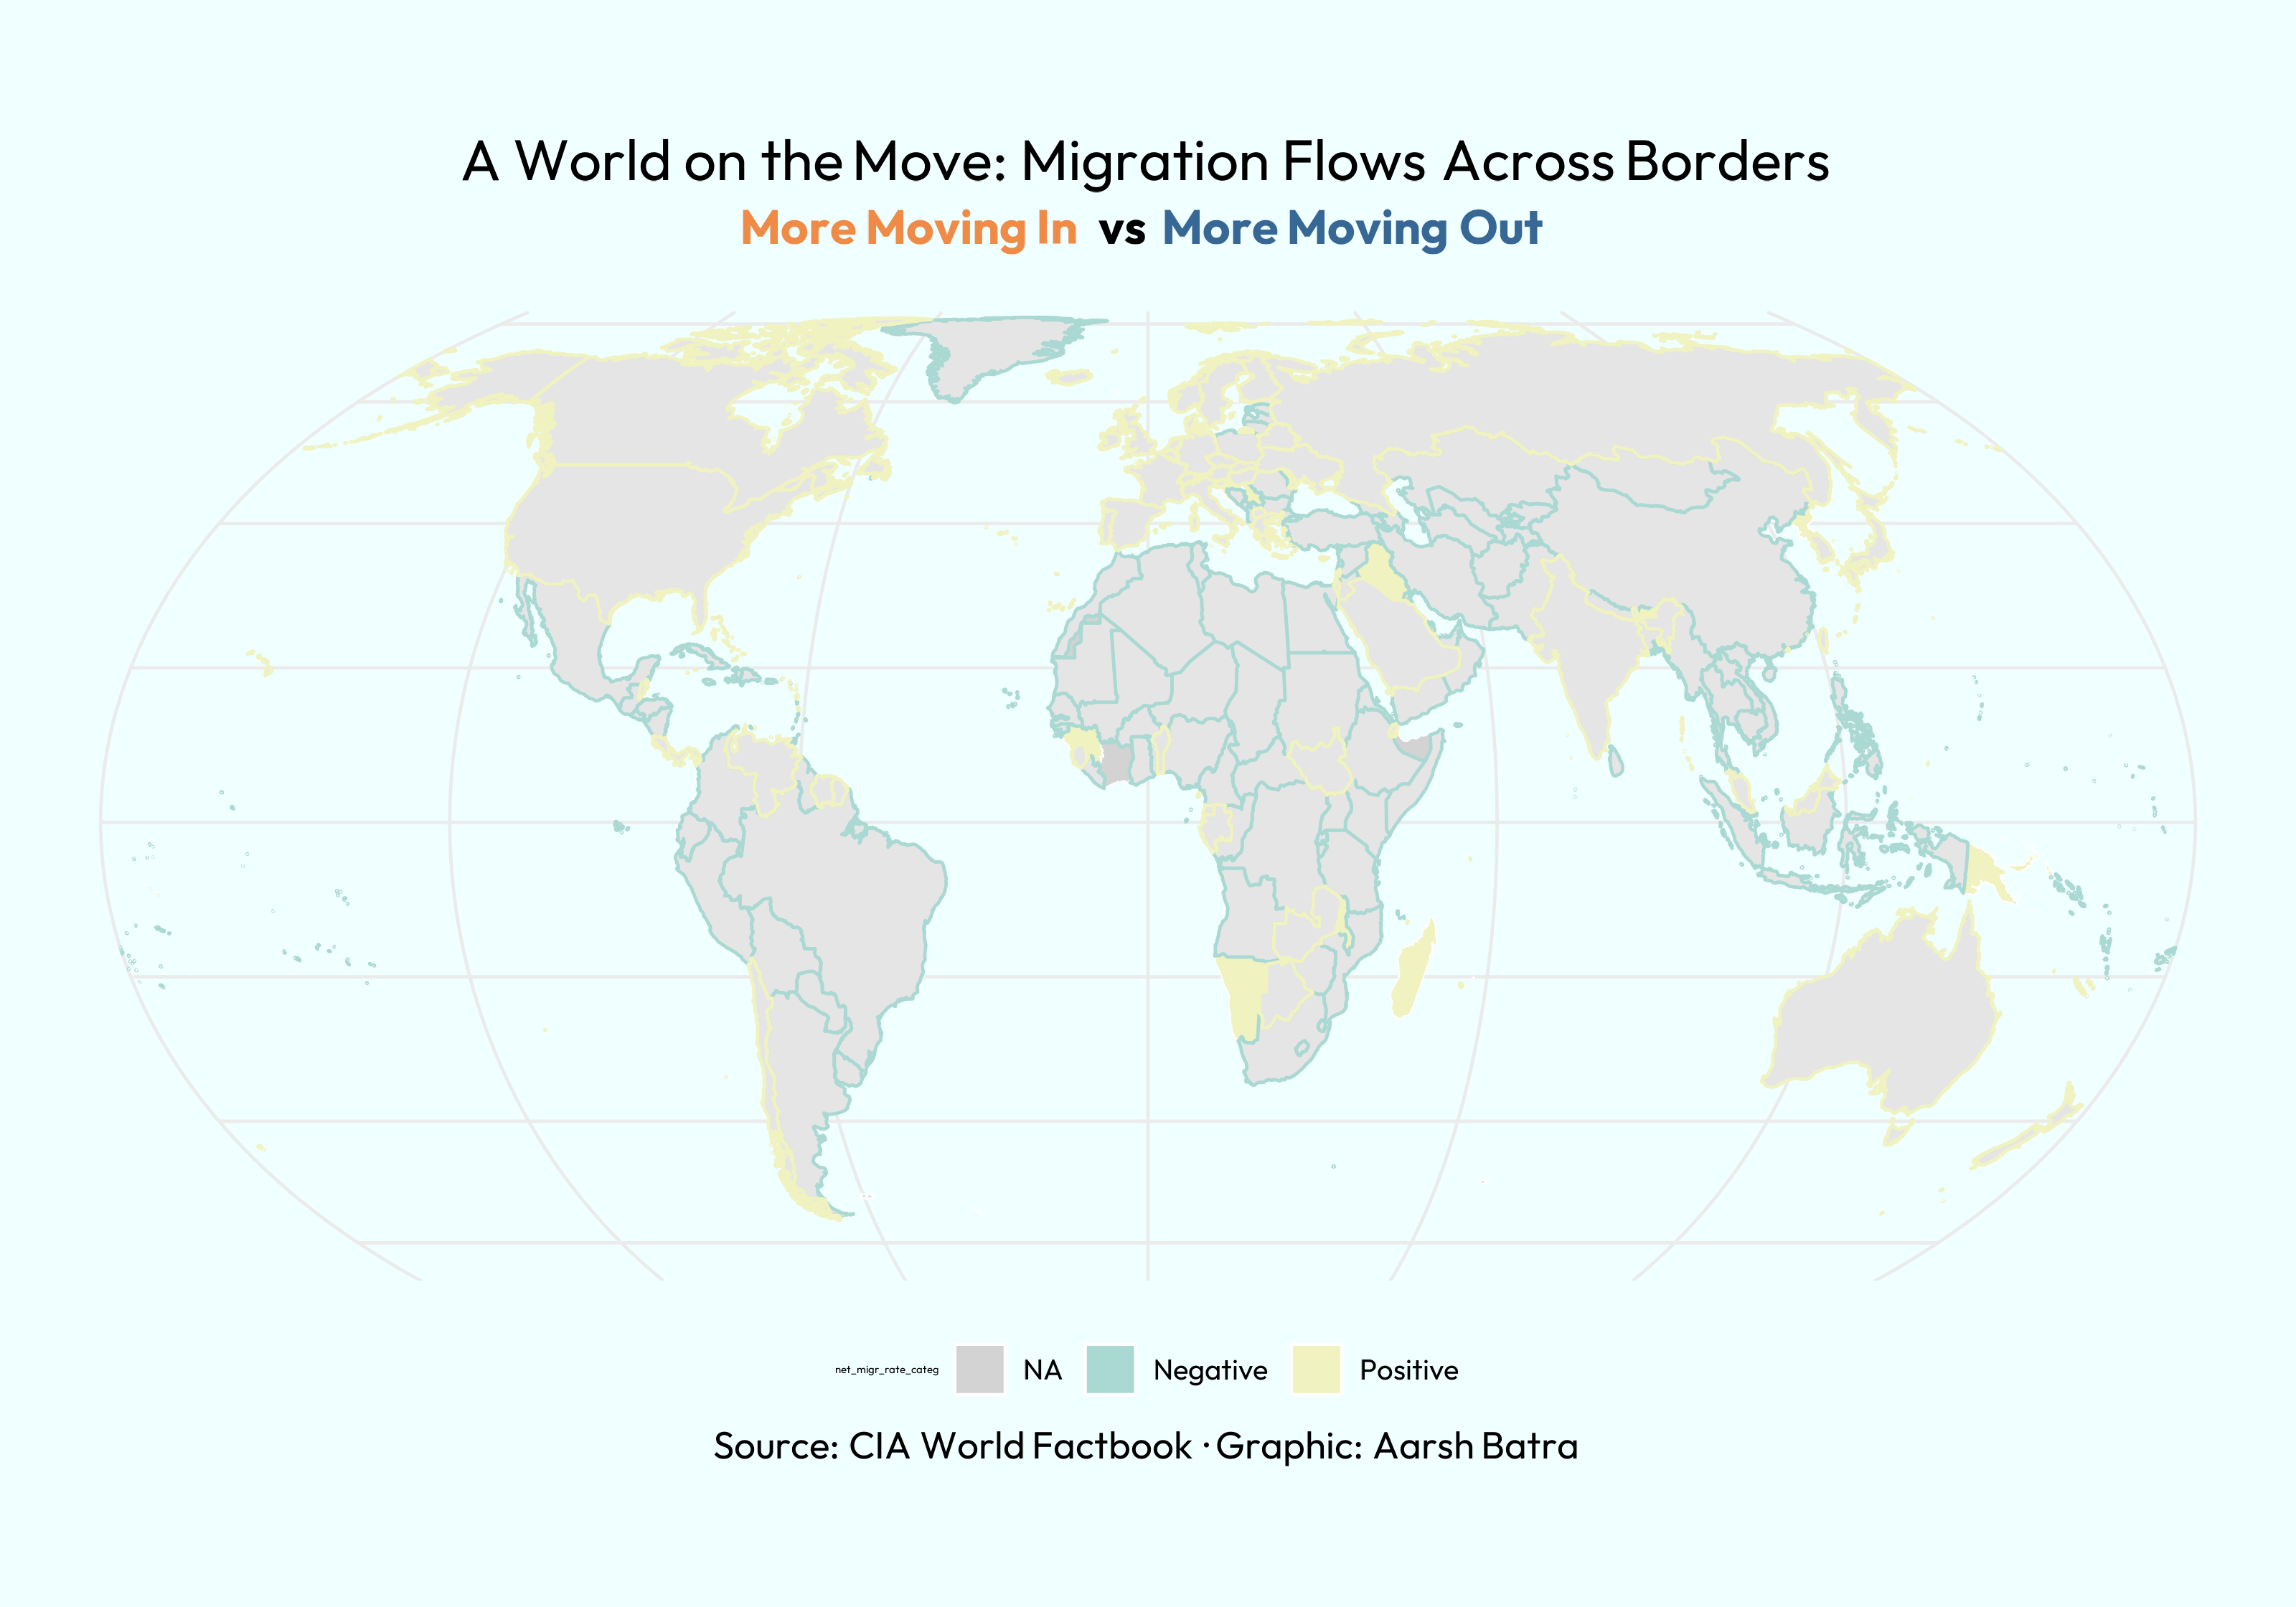 A World on the Move: Migration Flows Across Borders
More Moving In vs More Moving Out
net_migr_rate_categ NA Negative Positive
Source: CIA World Factbook · Graphic: Aarsh Batra